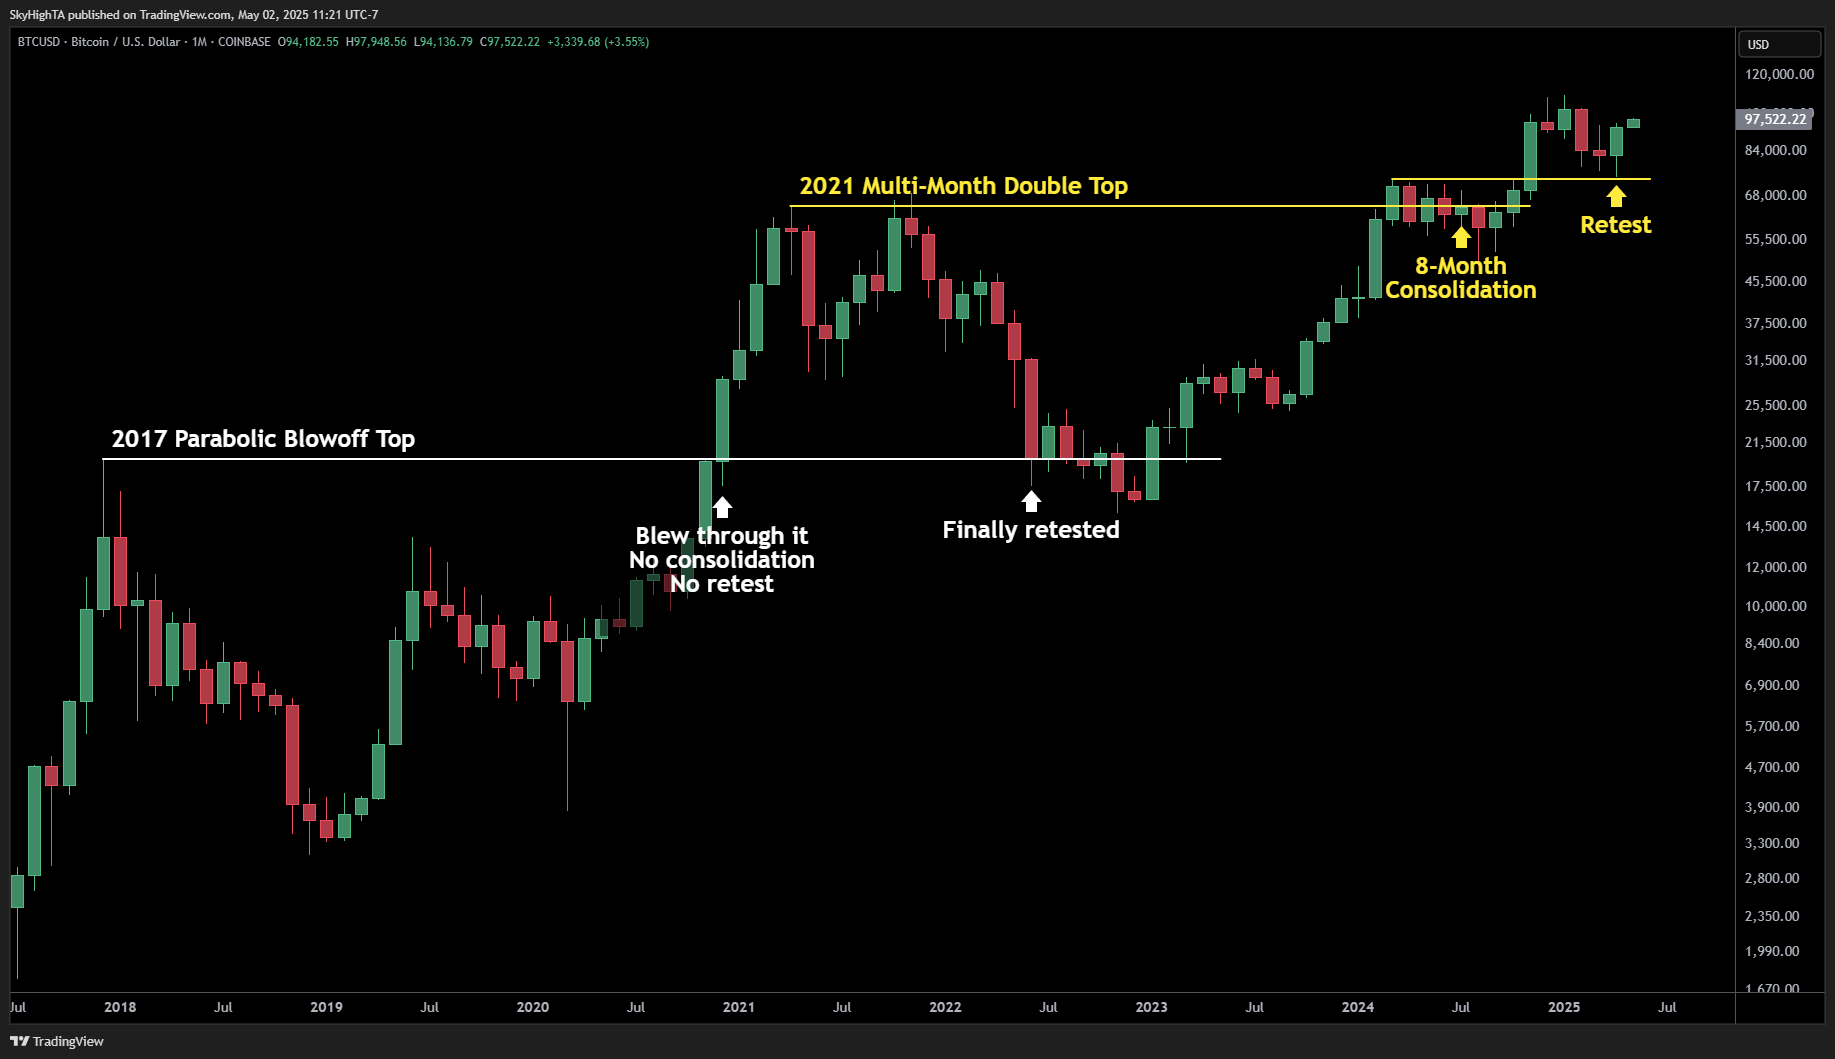 SkyHighTA published on TradingView.com, May 02, 2025 11:21 UTC-7
BTCUSD · Bitcoin / U.S. Dollar · 1M · COINBASE O94,182.55 H97,948.56 L94,136.79 C97,522.22 +3,339.68 (+3.55%)
USD
120,000.00
97,522.22
84,000.00
68,000.00
55,500.00
45,500.00
37,500.00
31,500.00
25,500.00
21,500.00
17,500.00
14,500.00
12,000.00
10,000.00
8,400.00
6,900.00
5,700.00
4,700.00
3,900.00
3,300.00
2,800.00
2,350.00
1,990.00
1,670.00
2021 Multi-Month Double Top
Retest
8-Month
Consolidation
2017 Parabolic Blowoff Top
Blew through it
No consolidation
No retest
Finally retested
Jul 2018 Jul 2019 Jul 2020 Jul 2021 Jul 2022 Jul 2023 Jul 2024 Jul 2025 Jul
TradingView